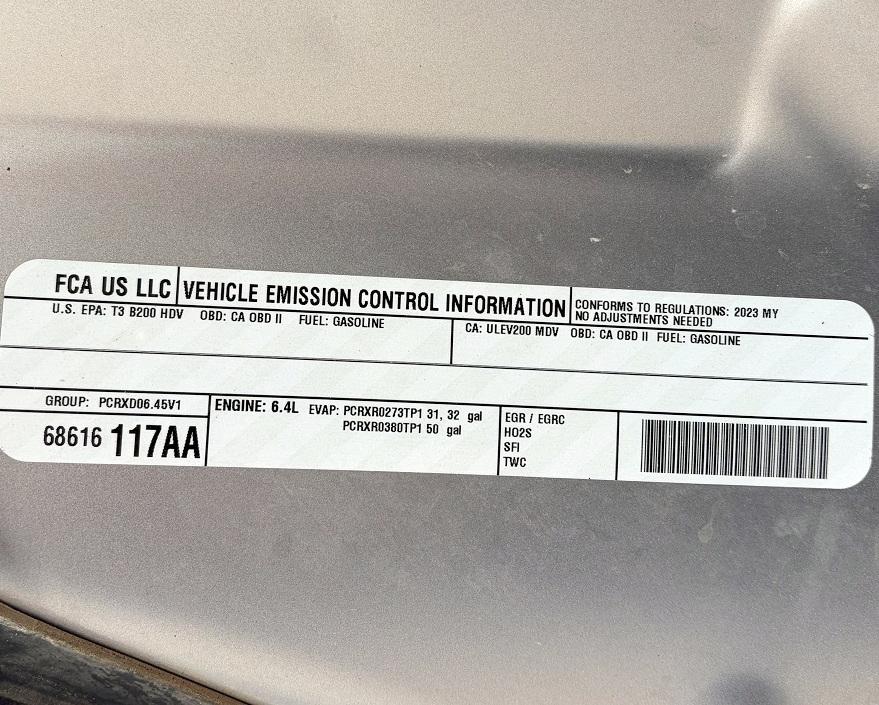 FCA US LLC VEHICLE EMISSION CONTROL INFORMATION
CONFORMS TO REGULATIONS: 2023 MY
NO ADJUSTMENTS NEEDED
U.S. EPA: T3 B200 HDV OBD: CA OBD II FUEL: GASOLINE
CA: ULEV200 MDV OBD: CA OBD II FUEL: GASOLINE
GROUP: PCRXD06.45V1
68616 117AA
ENGINE: 6.4L EVAP: PCRXR0273TP1 31, 32 gal
PCRXR0380TP1 50 gal
EGR / EGRC
HO2S
SFI
TWC